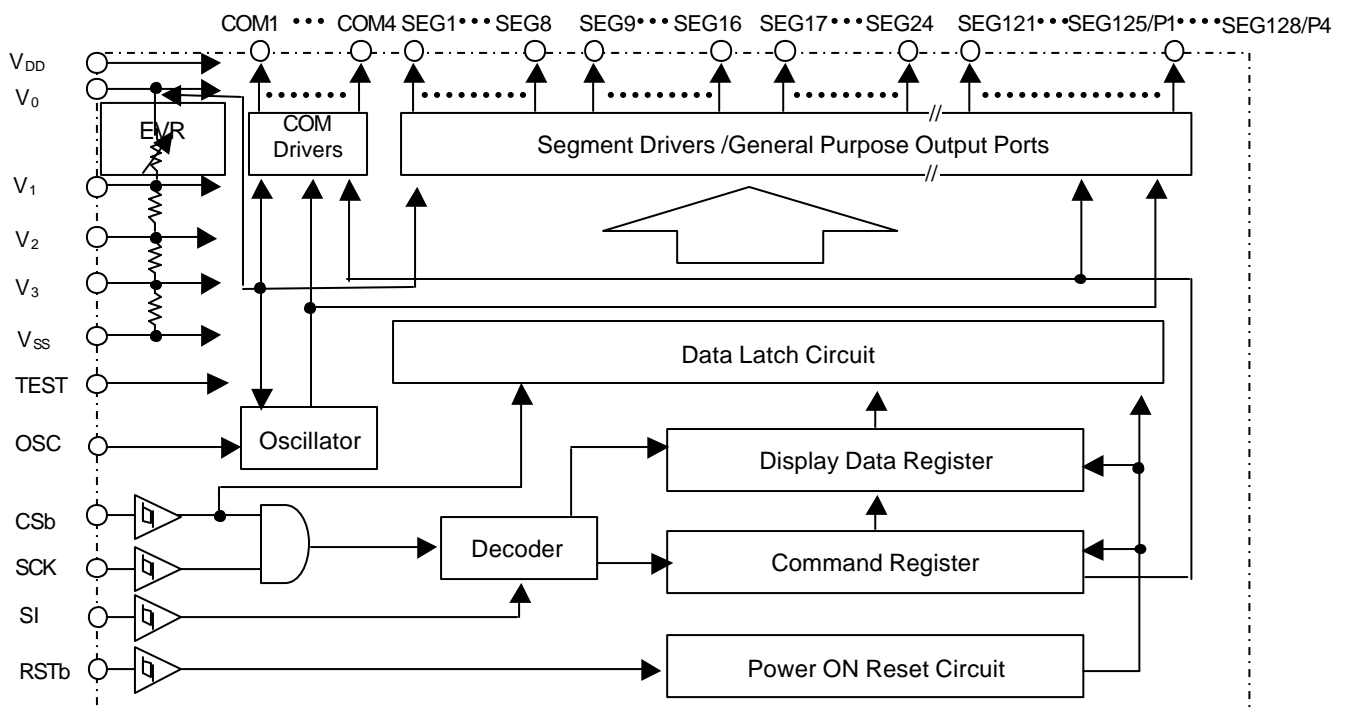 COM1 •••• COM4 SEG1•••SEG8 SEG9•••SEG16 SEG17•••••SEG24 SEG121•••SEG125/P1••••SEG128/P4
VDD
V0
EVR
COM
Drivers
Segment Drivers /General Purpose Output Ports
V1
V2
V3
VSS
Data Latch Circuit
TEST
OSC
Oscillator
Display Data Register
CSb
Decoder
SCK
Command Register
SI
RSTb
Power ON Reset Circuit